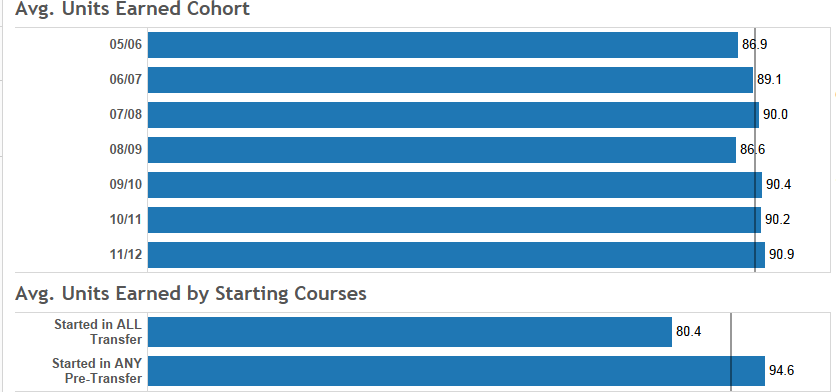 Avg. Units Earned Cohort
05/06 86.9
06/07 89.1
07/08 90.0
08/09 86.6
09/10 90.4
10/11 90.2
11/12 90.9
Avg. Units Earned by Starting Courses
Started in ALL
Transfer 80.4
Started in ANY
Pre-Transfer 94.6